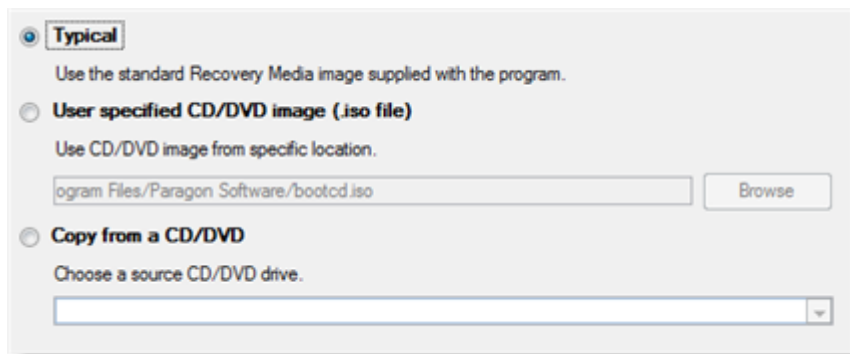 Typical
Use the standard Recovery Media image supplied with the program.
User specified CD/DVD image (.iso file)
Use CD/DVD image from specific location.
ogram Files/Paragon Software/bootcd.iso
Browse
Copy from a CD/DVD
Choose a source CD/DVD drive.